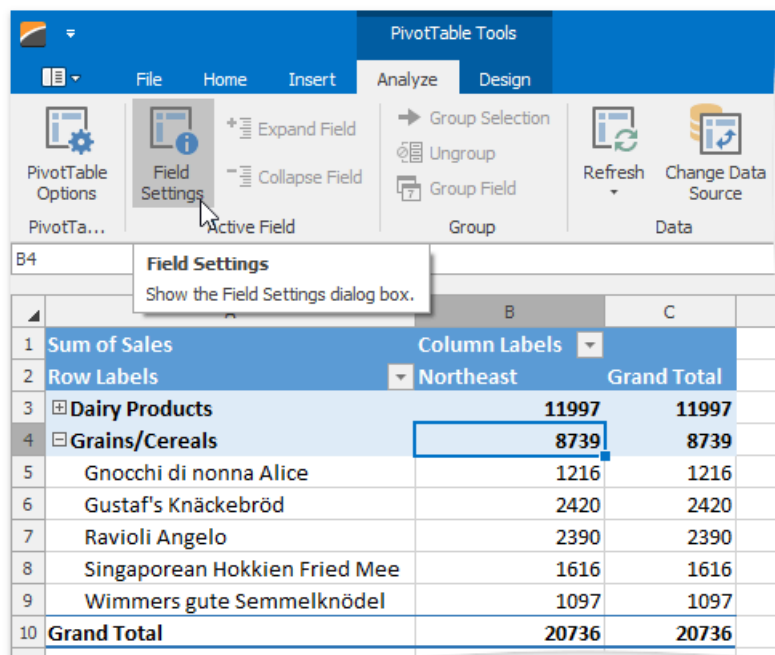 PivotTable Tools
File Home Insert Analyze Design
PivotTable Options
Field Settings
Expand Field
Collapse Field
Group Selection
Ungroup
7 Group Field
Refresh
Change Data Source
PivotTa... Active Field Group Data
B4
Field Settings
Show the Field Settings dialog box.
B C
1 Sum of Sales Column Labels
2 Row Labels Northeast Grand Total
3 Dairy Products 11997 11997
4 Grains/Cereals 8739 8739
5 Gnocchi di nonna Alice 1216 1216
6 Gustaf's Knäckebröd 2420 2420
7 Ravioli Angelo 2390 2390
8 Singaporean Hokkien Fried Mee 1616 1616
9 Wimmers gute Semmelknödel 1097 1097
10 Grand Total 20736 20736